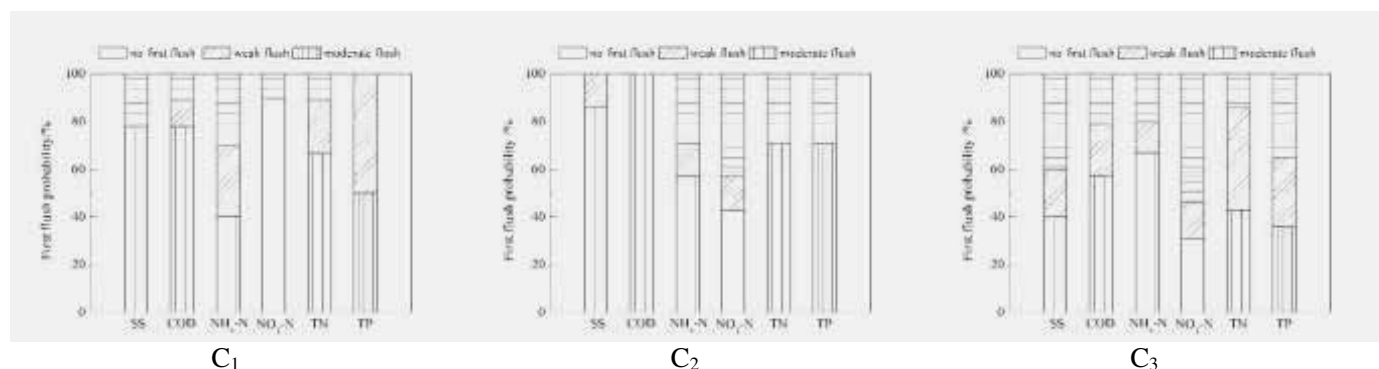 no first flush weak flush moderate flush
First flush probability/%
100
80
60
40
20
0
SS COD NH₄-N NO₃-N TN TP
C₁
no first flush weak flush moderate flush
First flush probability/%
100
80
60
40
20
0
SS COD NH₄-N NO₃-N TN TP
C₂
no first flush weak flush moderate flush
First flush probability/%
100
80
60
40
20
0
SS COD NH₄-N NO₃-N TN TP
C₃